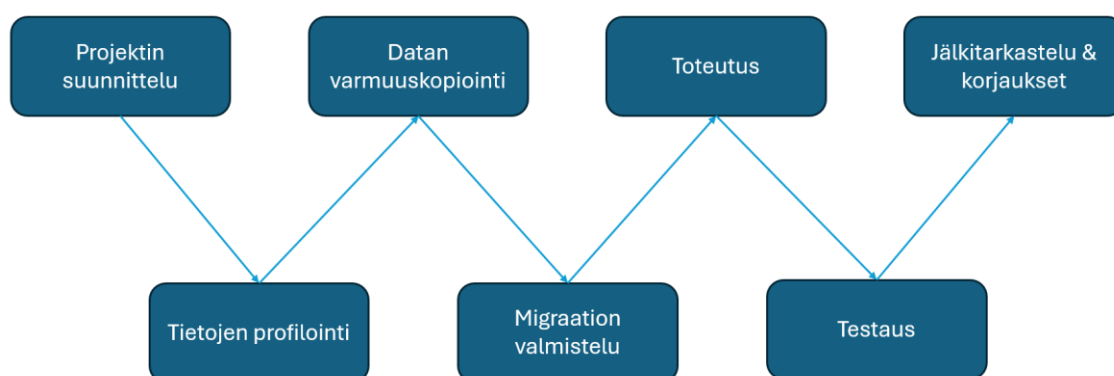 Projektin
suunnittelu
Tietojen profilointi
Datan
varmuuskopiointi
Migraation
valmistelu
Toteutus
Testaus
Jälkitarkastelu &
korjaukset